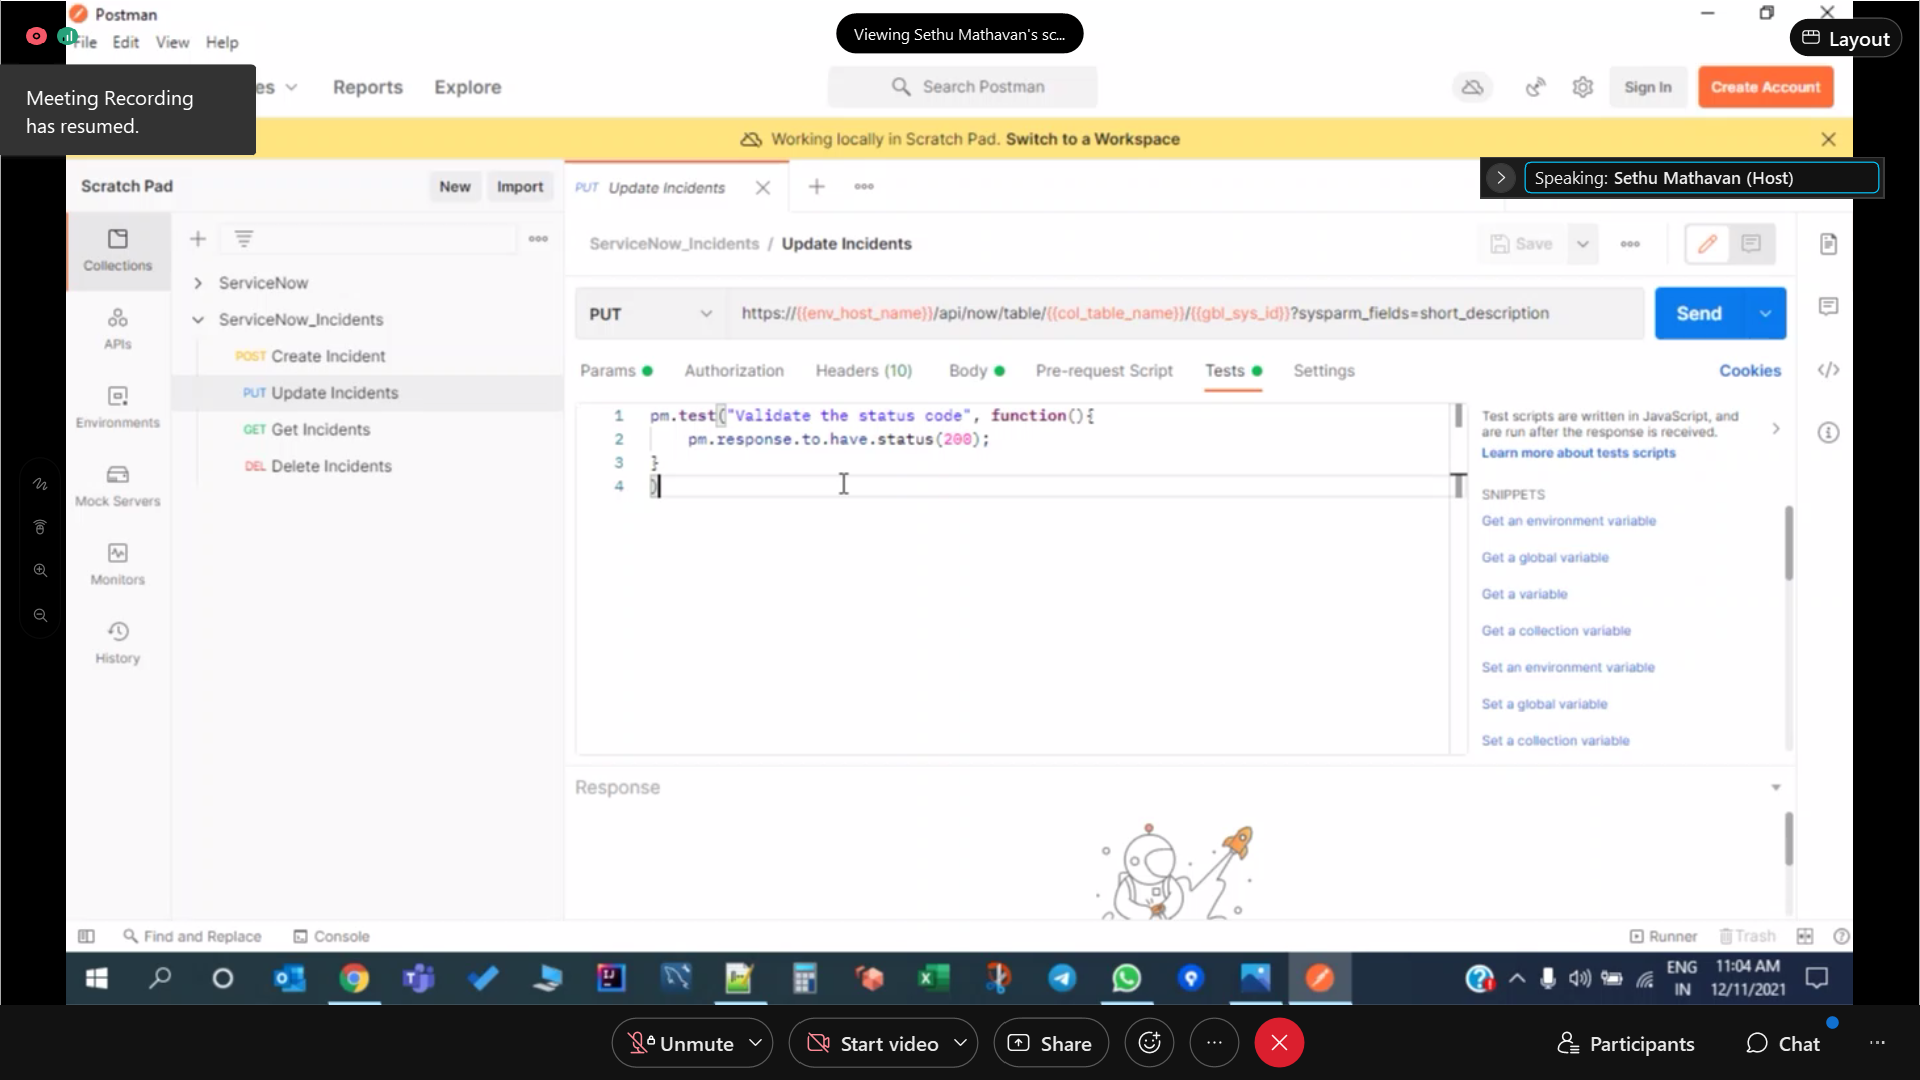 Postman
File Edit View Help
Viewing Sethu Mathavan's sc...
Layout
Meeting Recording
has resumed.
es
Reports
Explore
Search Postman
Sign In
Create Account
Working locally in Scratch Pad. Switch to a Workspace
Speaking: Sethu Mathavan (Host)
Scratch Pad
New
Import
PUT Update Incidents
ServiceNow_Incidents / Update Incidents
Save
Collections
APIs
Environments
Mock Servers
Monitors
History
ServiceNow
ServiceNow_Incidents
POST Create Incident
PUT Update Incidents
GET Get Incidents
DEL Delete Incidents
PUT
https://{{env_host_name}}/api/now/table/{{col_table_name}}/{{gbl_sys_id}}?sysparm_fields=short_description
Send
Params
Authorization
Headers (10)
Body
Pre-request Script
Tests
Settings
Cookies
1 pm.test("Validate the status code", function(){
2 pm.response.to.have.status(200);
3 }
4 )
Test scripts are written in JavaScript, and
are run after the response is received.
Learn more about tests scripts
SNIPPETS
Get an environment variable
Get a global variable
Get a variable
Get a collection variable
Set an environment variable
Set a global variable
Set a collection variable
Response
Find and Replace
Console
Runner
Trash
ENG
IN
11:04 AM
12/11/2021
Unmute
Start video
Share
Participants
Chat